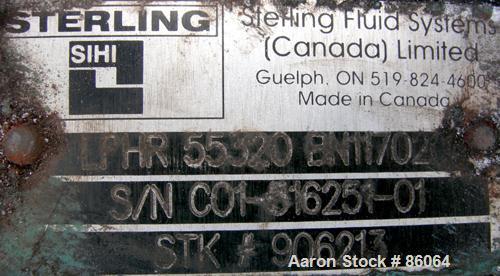 STERLING
SIHI
Sterling Fluid Systems
(Canada) Limited
Guelph, ON 519-824-4600
Made in Canada
LPHR 55320 BN11702
S/N C01-516251-01
STK # 906213
Aaron Stock # 86064